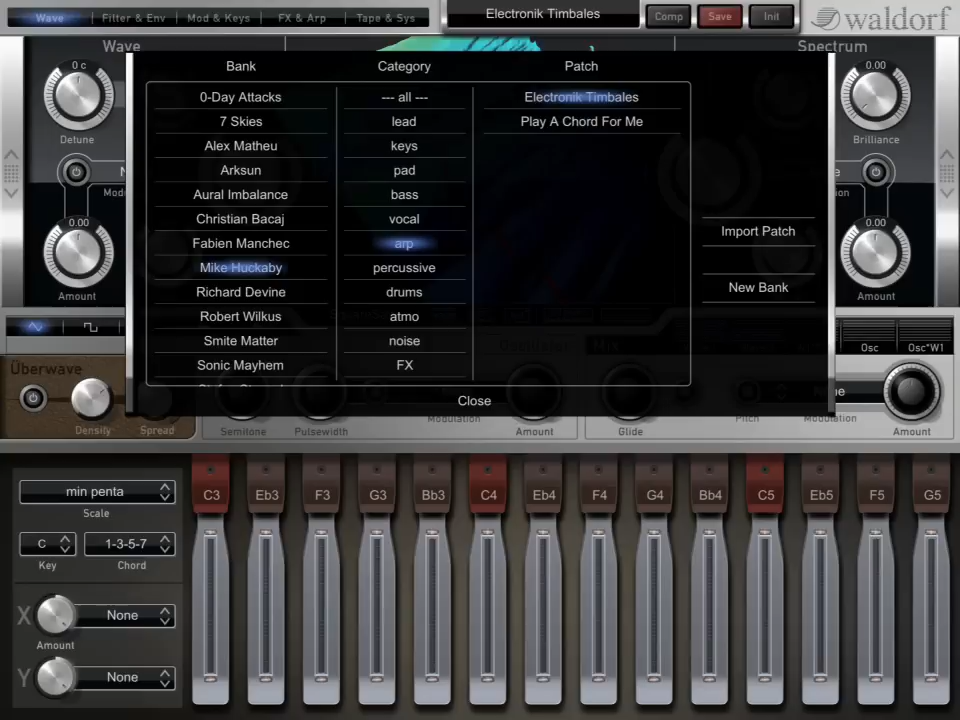 Wave
Filter & Env
Mod & Keys
FX & Arp
Tape & Sys
Electronik Timbales
Comp
Save
Init
waldorf
Wave
Spectrum
Bank
Category
Patch
0 c
0.00
0-Day Attacks
--- all ---
Electronik Timbales
7 Skies
lead
Play A Chord For Me
Detune
Brilliance
Alex Matheu
keys
Arksun
pad
Aural Imbalance
bass
Christian Bacaj
vocal
0.00
0.00
Import Patch
Fabien Manchec
arp
Mike Huckaby
percussive
Richard Devine
drums
New Bank
Amount
Amount
Robert Wilkus
atmo
Smite Matter
noise
Osc
Osc*W1
Sonic Mayhem
FX
Überwave
Close
Density
Spread
Semitone
Pulsewidth
Modulation
Amount
Glide
Pitch
Modulation
Amount
C3
Eb3
F3
G3
Bb3
C4
Eb4
F4
G4
Bb4
C5
Eb5
F5
G5
min penta
Scale
C
1-3-5-7
Key
Chord
X
None
Amount
Y
None